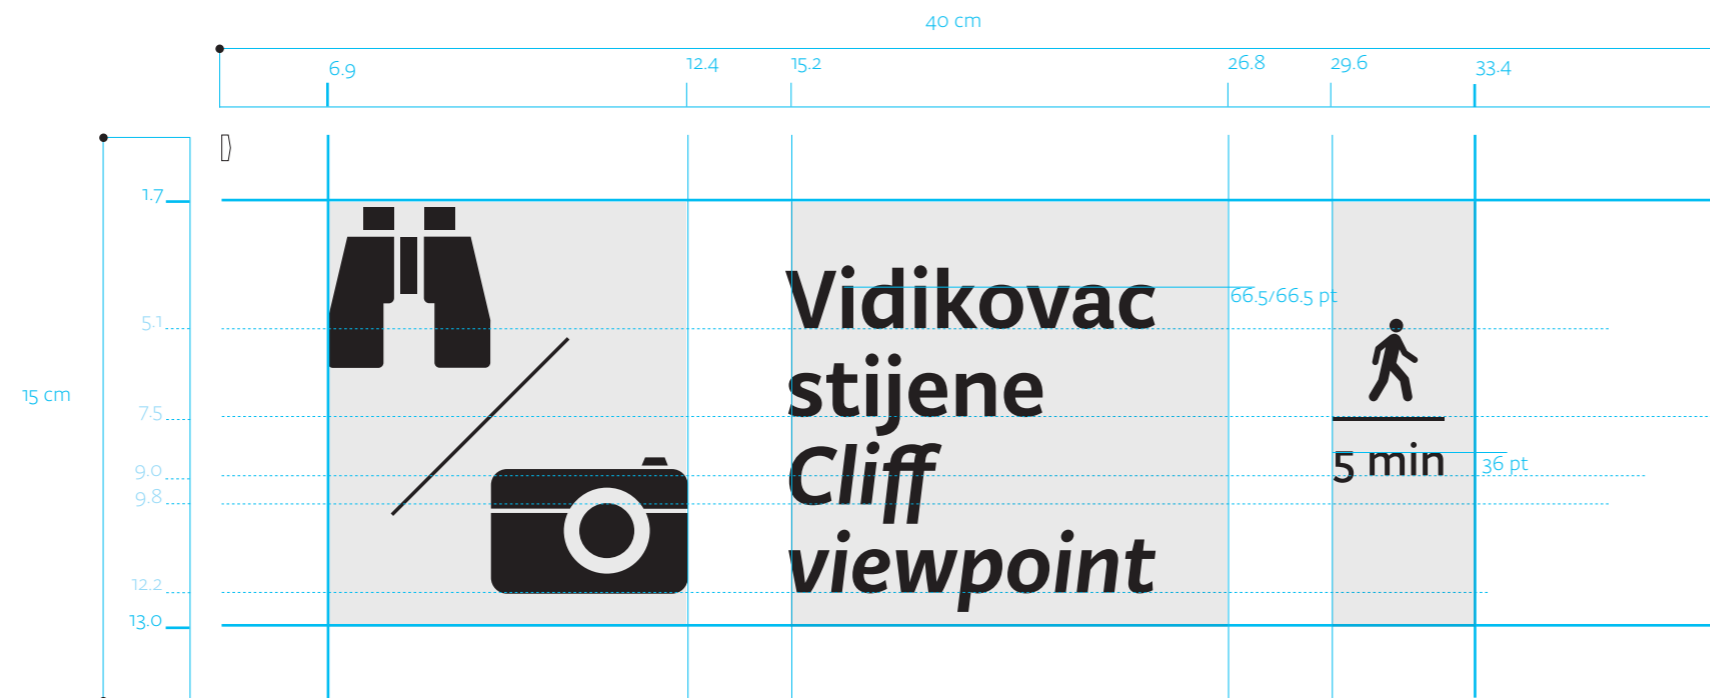 40 cm
6.9
12.4
15.2
26.8
29.6
33.4
1.7
5.1
15 cm
7.5
9.0
9.8
12.2
13.0
Vidikovac
stijene
Cliff
viewpoint
66.5/66.5 pt
5 min
36 pt